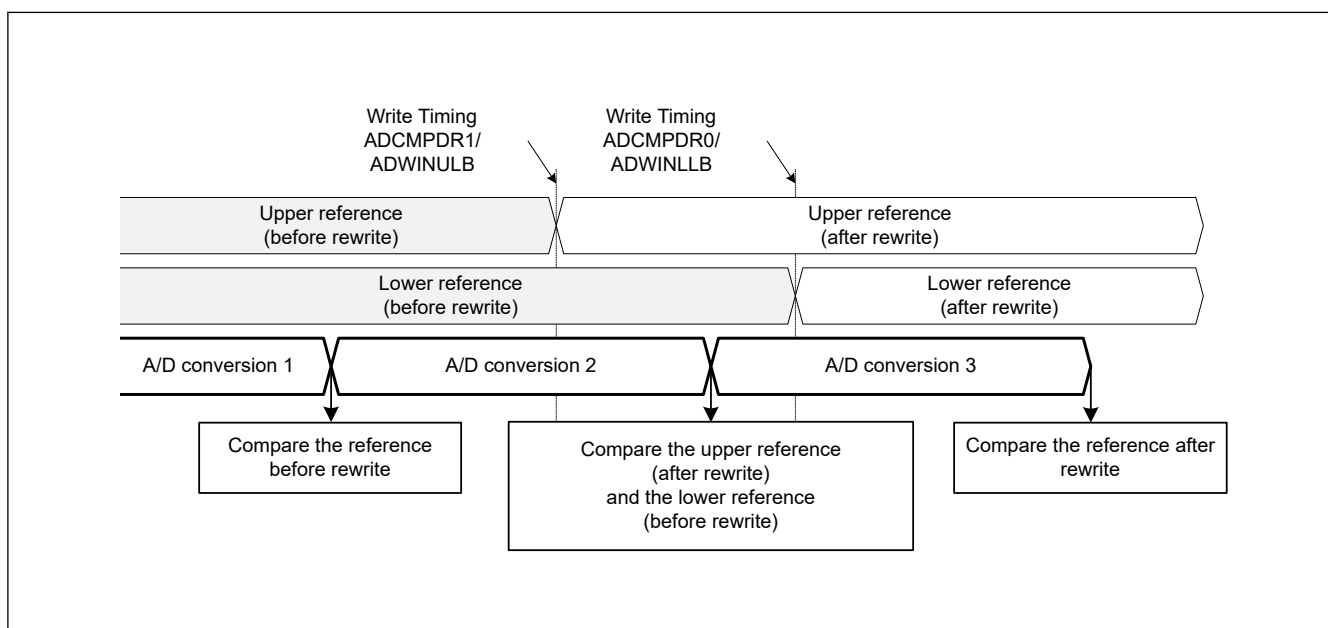 Write Timing
ADCMPDR1/
ADWINULB
Write Timing
ADCMPDR0/
ADWINLLB
Upper reference
(before rewrite)
Upper reference
(after rewrite)
Lower reference
(before rewrite)
Lower reference
(after rewrite)
A/D conversion 1
A/D conversion 2
A/D conversion 3
Compare the reference
before rewrite
Compare the upper reference
(after rewrite)
and the lower reference
(before rewrite)
Compare the reference after
rewrite